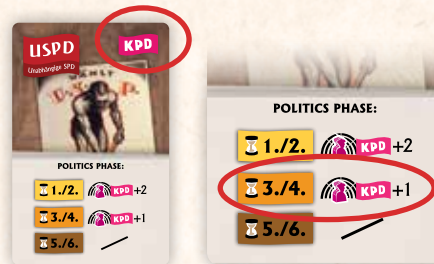 USPD
Unabhängige SPD
KPD
POLITICS PHASE:
1./2. KPD +2
3./4. KPD +1
5./6.
POLITICS PHASE:
1./2. KPD +2
3./4. KPD +1
5./6.